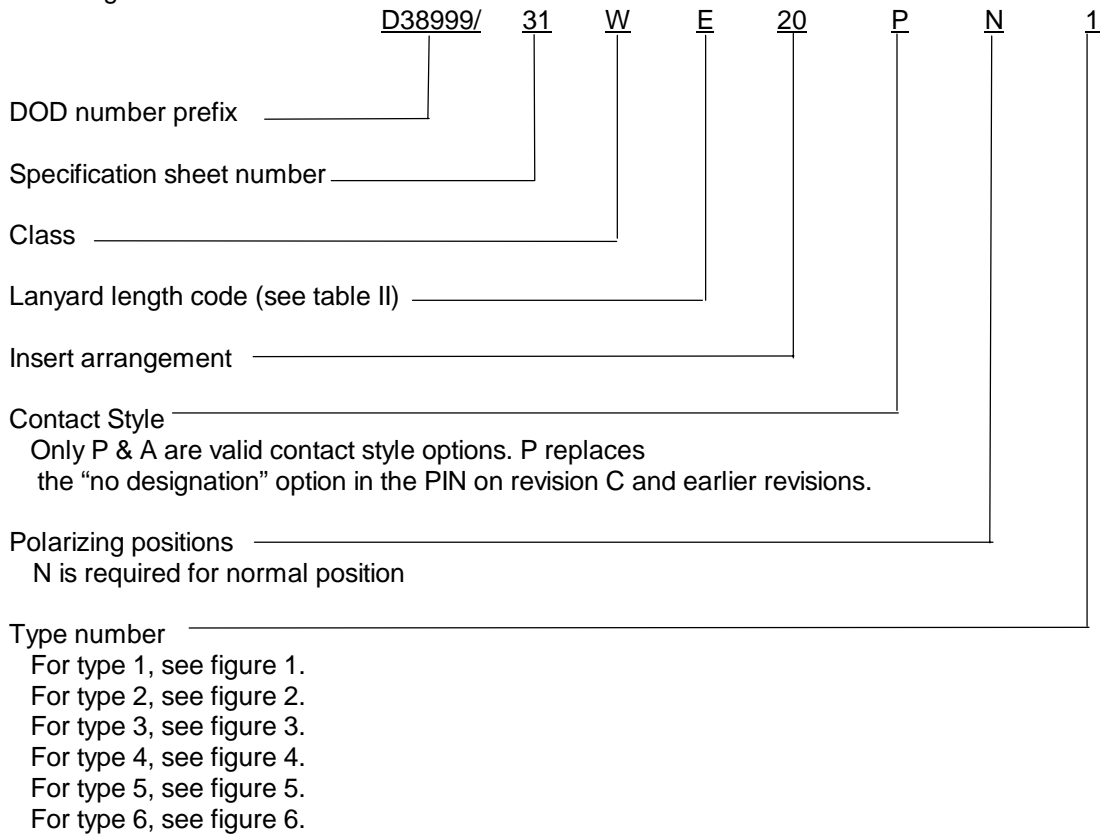 D38999/ 31 W E 20 P N 1
DOD number prefix
Specification sheet number
Class
Lanyard length code (see table II)
Insert arrangement
Contact Style
Only P & A are valid contact style options. P replaces
the “no designation” option in the PIN on revision C and earlier revisions.
Polarizing positions
N is required for normal position
Type number
For type 1, see figure 1.
For type 2, see figure 2.
For type 3, see figure 3.
For type 4, see figure 4.
For type 5, see figure 5.
For type 6, see figure 6.